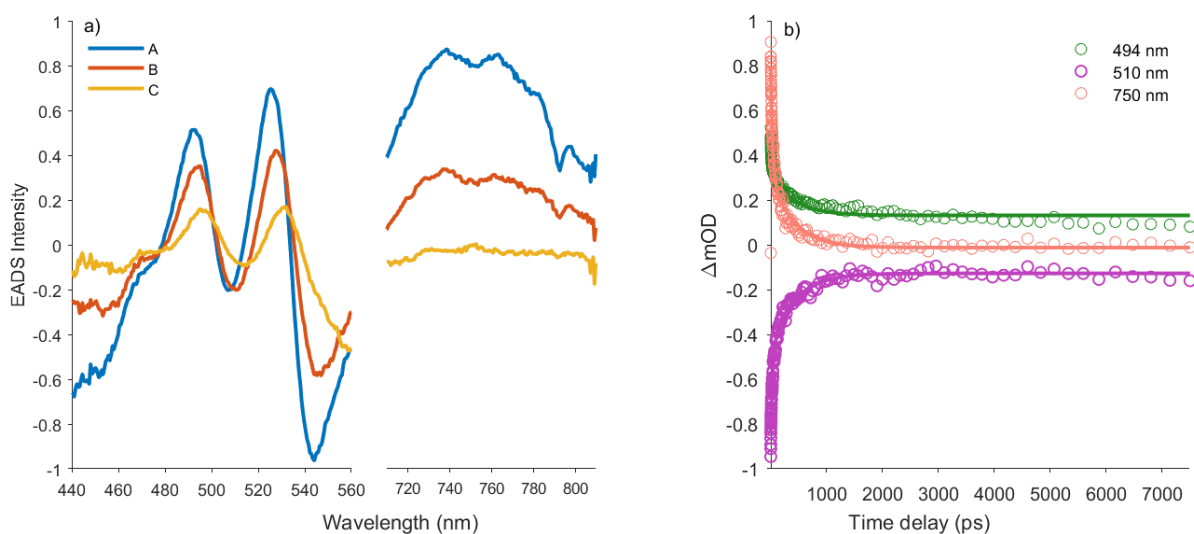 a)
A
B
C
EADS Intensity
1
0.8
0.6
0.4
0.2
0
-0.2
-0.4
-0.6
-0.8
-1
440 460 480 500 520 540 560
720 740 760 780 800
Wavelength (nm)
b)
494 nm
510 nm
750 nm
ΔmOD
1
0.8
0.6
0.4
0.2
0
-0.2
-0.4
-0.6
-0.8
-1
1000 2000 3000 4000 5000 6000 7000
Time delay (ps)